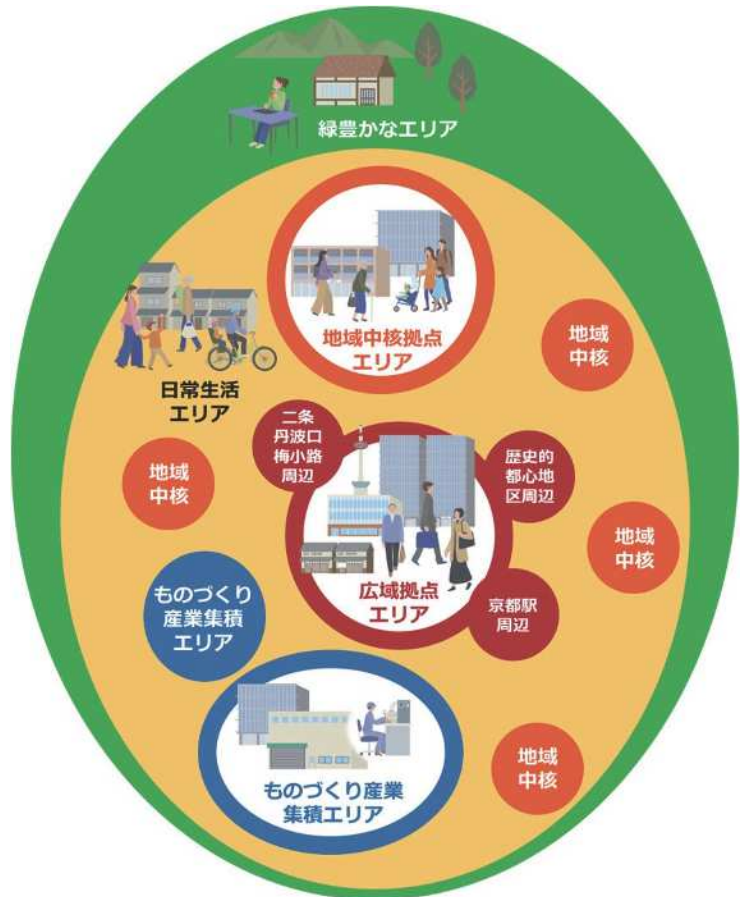 緑豊かなエリア
地域中核拠点
エリア
地域
中核
日常生活
エリア
二条
丹波口
梅小路
周辺
歴史的
都心地
区周辺
地域
中核
地域
中核
広域拠点
エリア
京都駅
周辺
ものづくり
産業集積
エリア
ものづくり産業
集積エリア
地域
中核